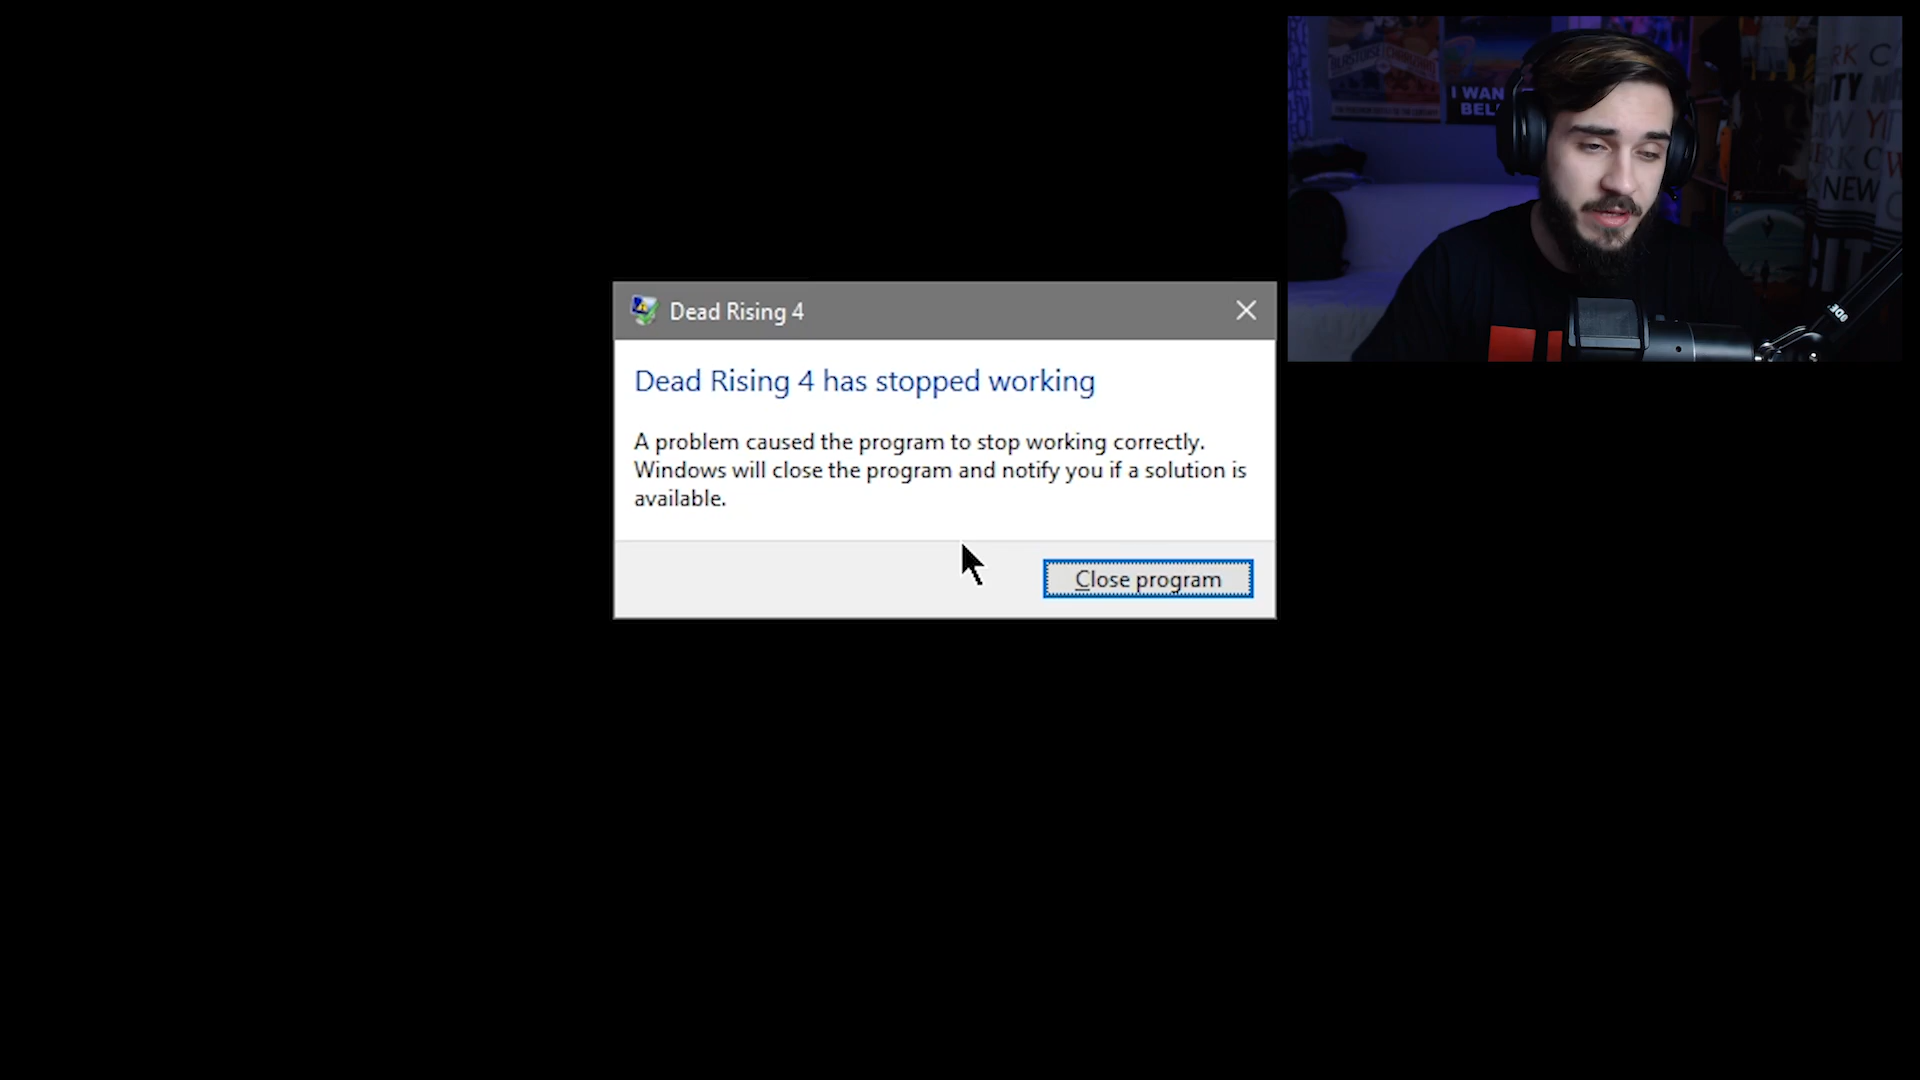 Dead Rising 4
Dead Rising 4 has stopped working
A problem caused the program to stop working correctly.
Windows will close the program and notify you if a solution is
available.
Close program
I WAN
BEL
NEW